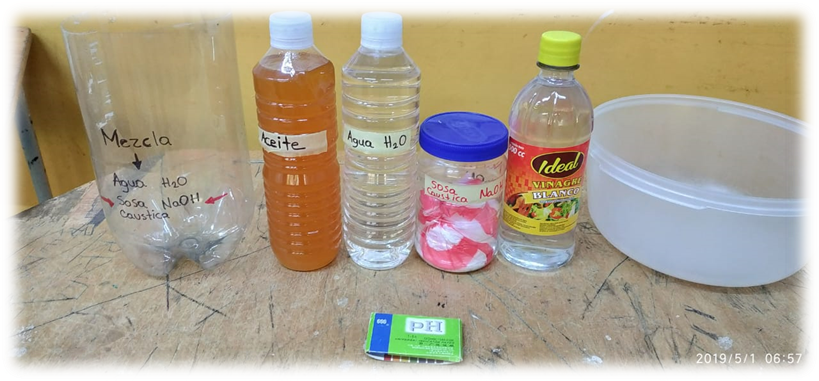 Mezcla
Agua H₂O
Sosa NaOH
caustica
Aceite
Agua H₂O
Sosa
caustica
NaOH
Ideal
VINAGRE
BLANCO
pH
2019/5/1 06:57